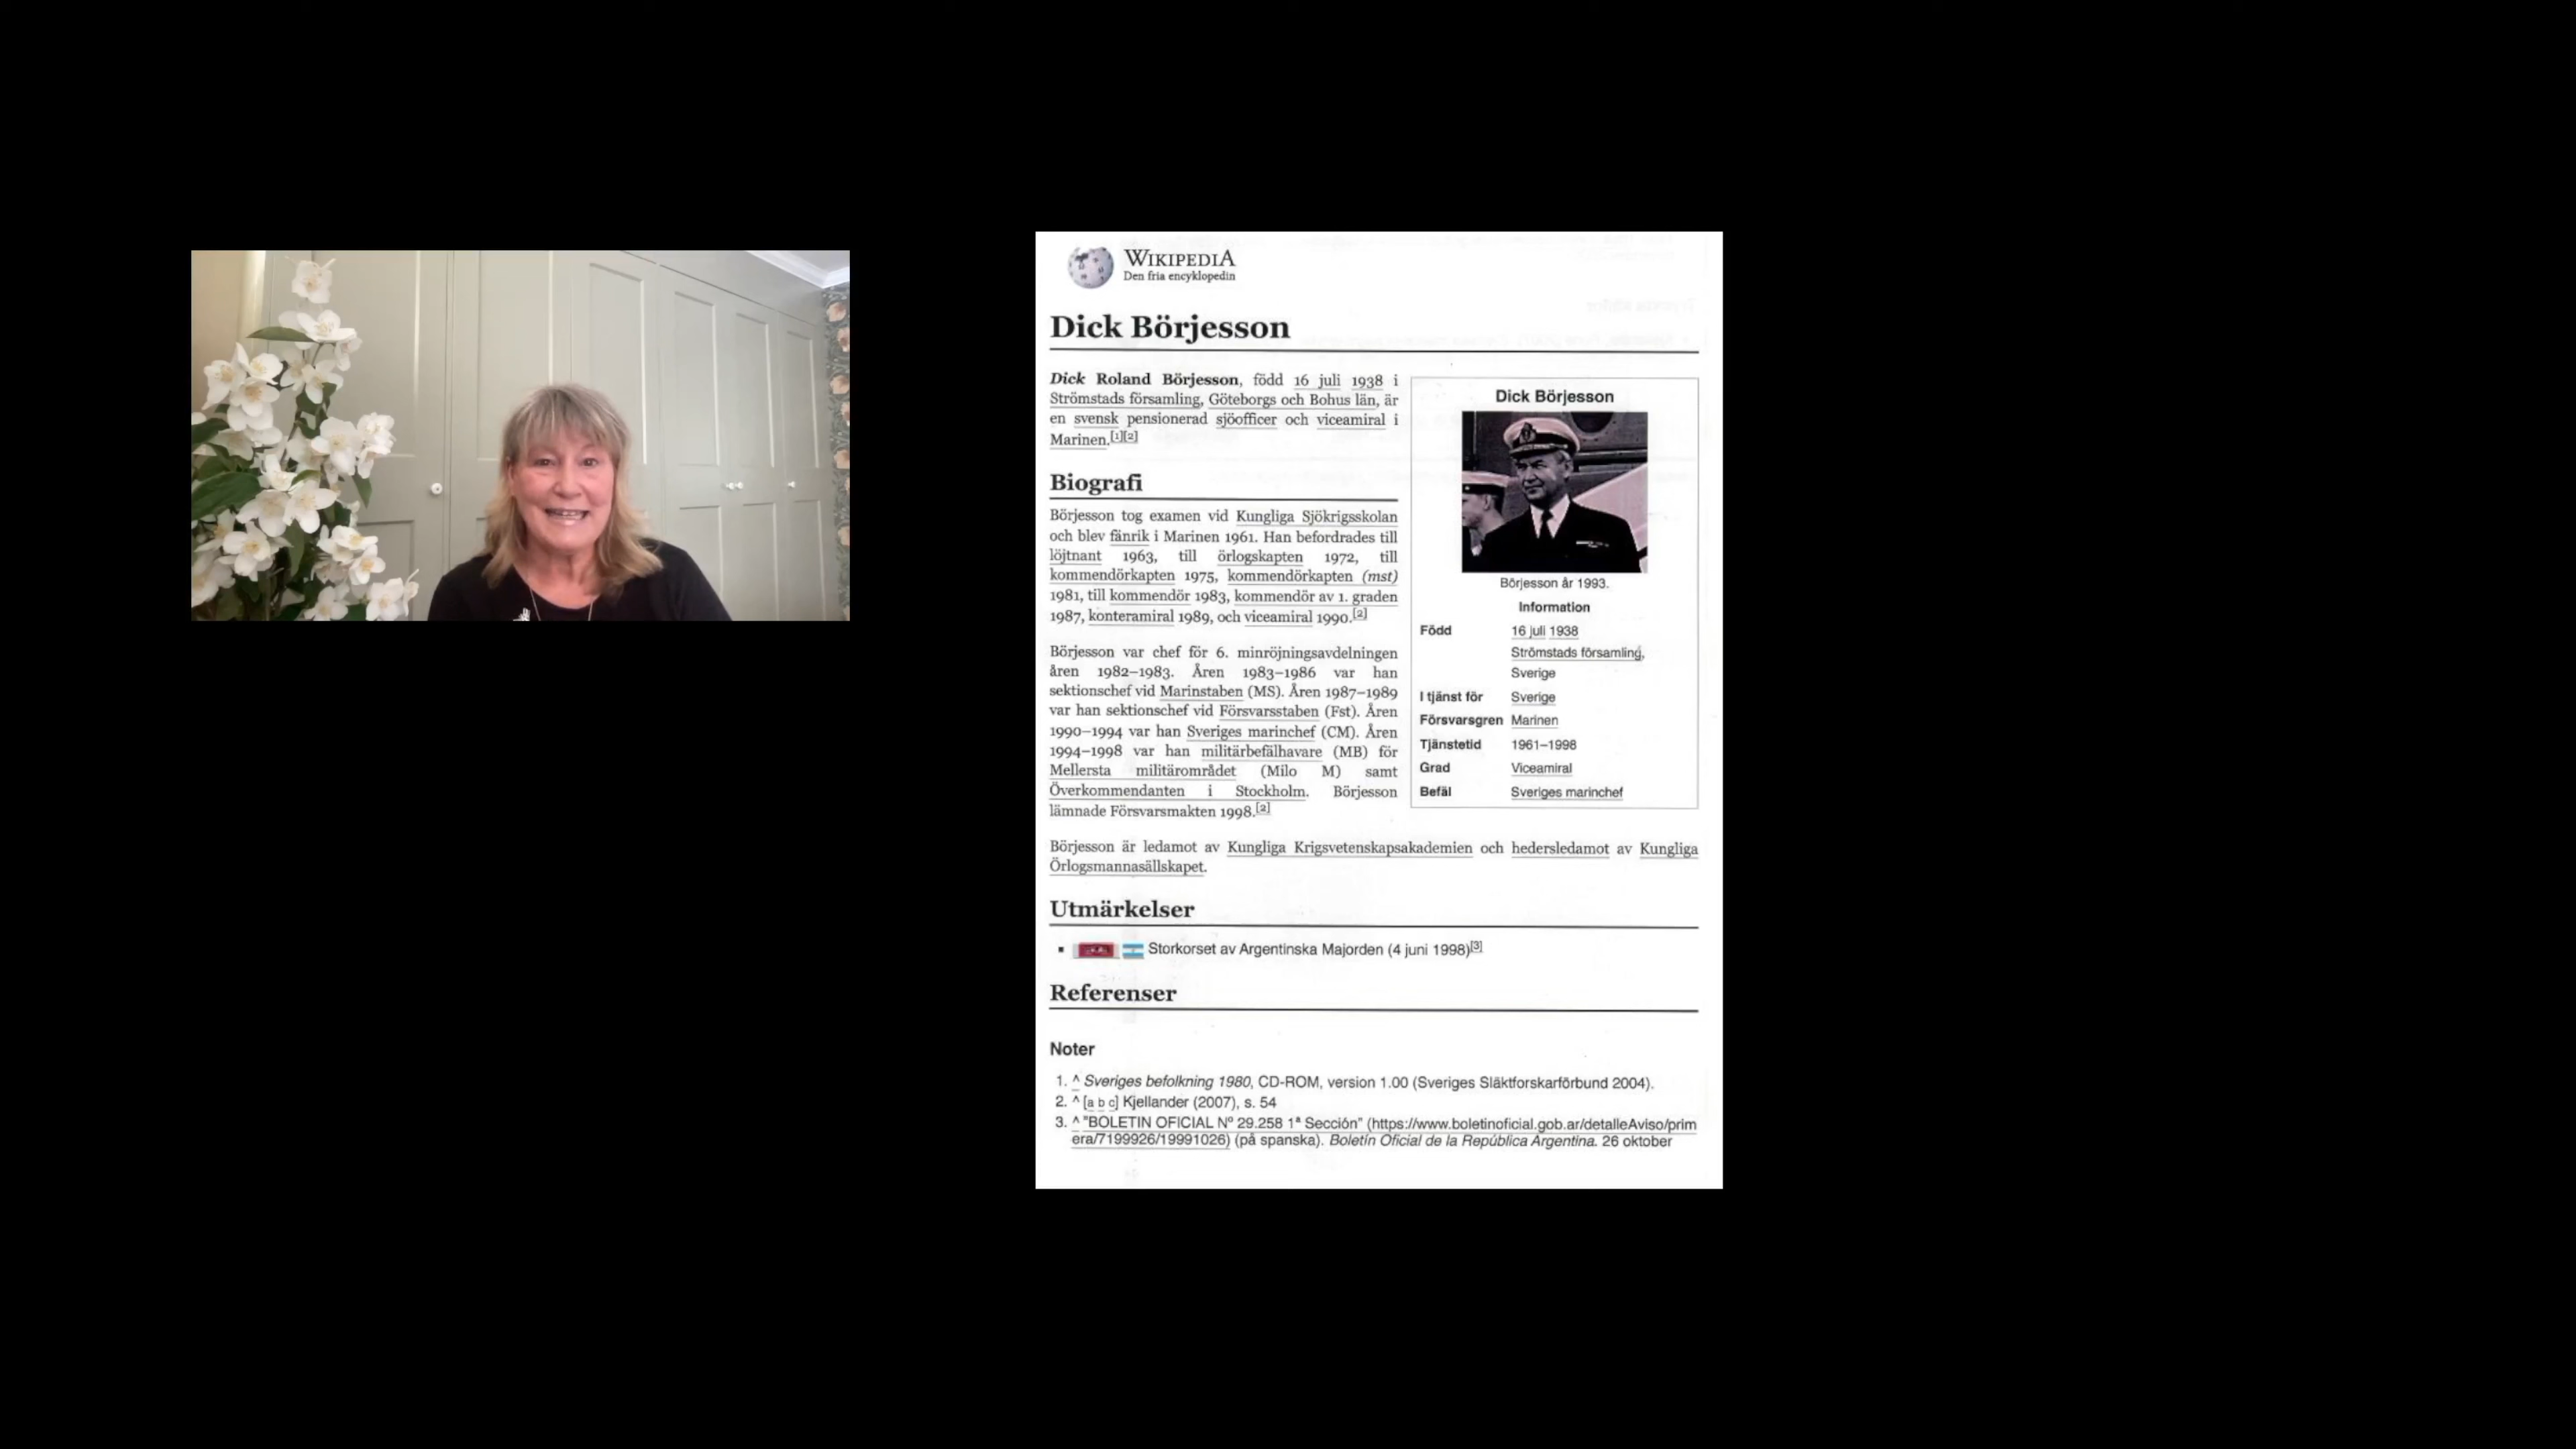 WIKIPEDIA
Den fria encyklopedin
Dick Börjesson
Dick Roland Börjesson, född 16 juli 1938 i
Strömstads församling, Göteborgs och Bohus län, är
en svensk pensionerad sjöofficer och viceamiral i
Marinen.[1][2]
Biografi
Börjesson tog examen vid Kungliga Sjökrigsskolan
och blev fänrik i Marinen 1961. Han befordrades till
löjtnant 1963, till örlogskapten 1972, till
kommendörkapten 1975, kommendörkapten (mst)
1981, till kommendör 1983, kommendör av 1. graden
1987, konteramiral 1989, och viceamiral 1990.[2]
Börjesson var chef för 6. minröjningsavdelningen
åren 1982–1983. Åren 1983–1986 var han
sektionschef vid Marinstaben (MS). Åren 1987–1989
var han sektionschef vid Försvarsstaben (Fst). Åren
1990–1994 var han Sveriges marinchef (CM). Åren
1994–1998 var han militärbefälhavare (MB) för
Mellersta militärområdet (Milo M) samt
Överkommendanten i Stockholm. Börjesson
lämnade Försvarsmakten 1998.[2]
Dick Börjesson
Börjesson år 1993.
Information
Född 16 juli 1938
Strömstads församling,
Sverige
I tjänst för Sverige
Försvarsgren Marinen
Tjänstetid 1961–1998
Grad Viceamiral
Befäl Sveriges marinchef
Börjesson är ledamot av Kungliga Krigsvetenskapsakademien och hedersledamot av Kungliga
Örlogsmannasällskapet.
Utmärkelser
Storkorset av Argentinska Majorden (4 juni 1998)[3]
Referenser
Noter
1. ^ Sveriges befolkning 1980, CD-ROM, version 1.00 (Sveriges Släktforskarförbund 2004).
2. ^ [a b c] Kjellander (2007), s. 54
3. ^ "BOLETIN OFICIAL Nº 29.258 1ª Sección" (https://www.boletinoficial.gob.ar/detalleAviso/prim
era/7199926/19991026) (på spanska). Boletín Oficial de la República Argentina. 26 oktober